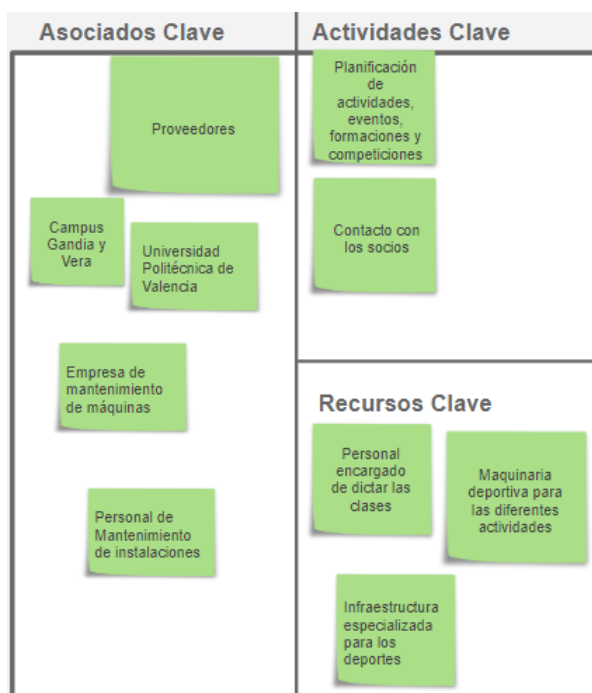 Asociados Clave
Proveedores
Campus
Gandia y
Vera
Universidad
Politécnica de
Valencia
Empresa de
mantenimiento
de máquinas
Personal de
Mantenimiento
de instalaciones
Actividades Clave
Planificación
de
actividades,
eventos,
formaciones y
competiciones
Contacto con
los socios
Recursos Clave
Personal
encargado
de dictar las
clases
Maquinaria
deportiva para
las diferentes
actividades
Infraestructura
especializada
para los
deportes